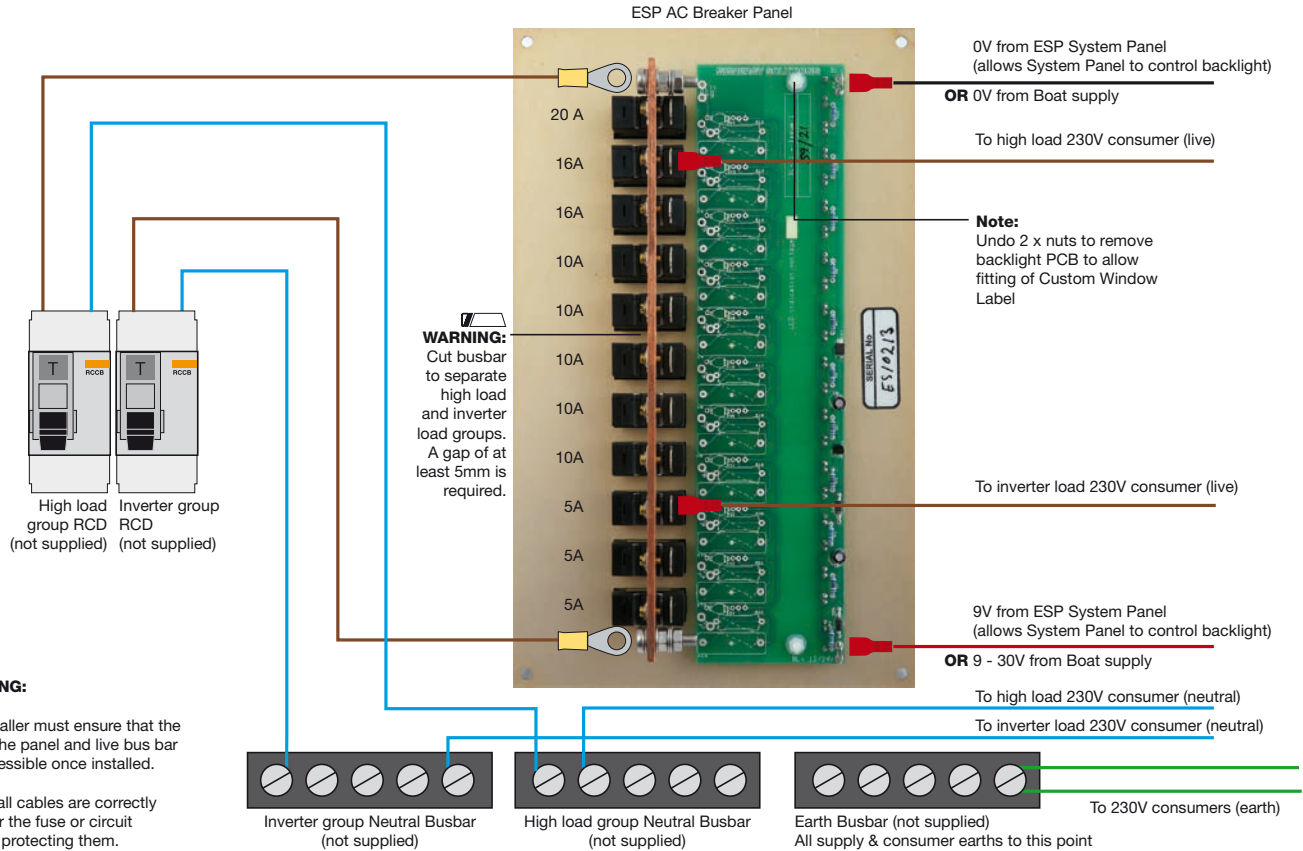 ESP AC Breaker Panel
0V from ESP System Panel
(allows System Panel to control backlight)
OR 0V from Boat supply
To high load 230V consumer (live)
Note:
Undo 2 x nuts to remove
backlight PCB to allow
fitting of Custom Window
Label
20 A
16A
16A
10A
10A
10A
10A
10A
5A
5A
5A
WARNING:
Cut busbar
to separate
high load
and inverter
load groups.
A gap of at
least 5mm is
required.
59/21
LED indication voltage
SERIAL No
ES10213
T
RCCB
T
RCCB
High load
group RCD
(not supplied)
Inverter group
RCD
(not supplied)
To inverter load 230V consumer (live)
9V from ESP System Panel
(allows System Panel to control backlight)
OR 9 - 30V from Boat supply
To high load 230V consumer (neutral)
To inverter load 230V consumer (neutral)
NG:
aller must ensure that the
he panel and live bus bar
essible once installed.
all cables are correctly
r the fuse or circuit
protecting them.
Inverter group Neutral Busbar
(not supplied)
High load group Neutral Busbar
(not supplied)
Earth Busbar (not supplied)
All supply & consumer earths to this point
To 230V consumers (earth)